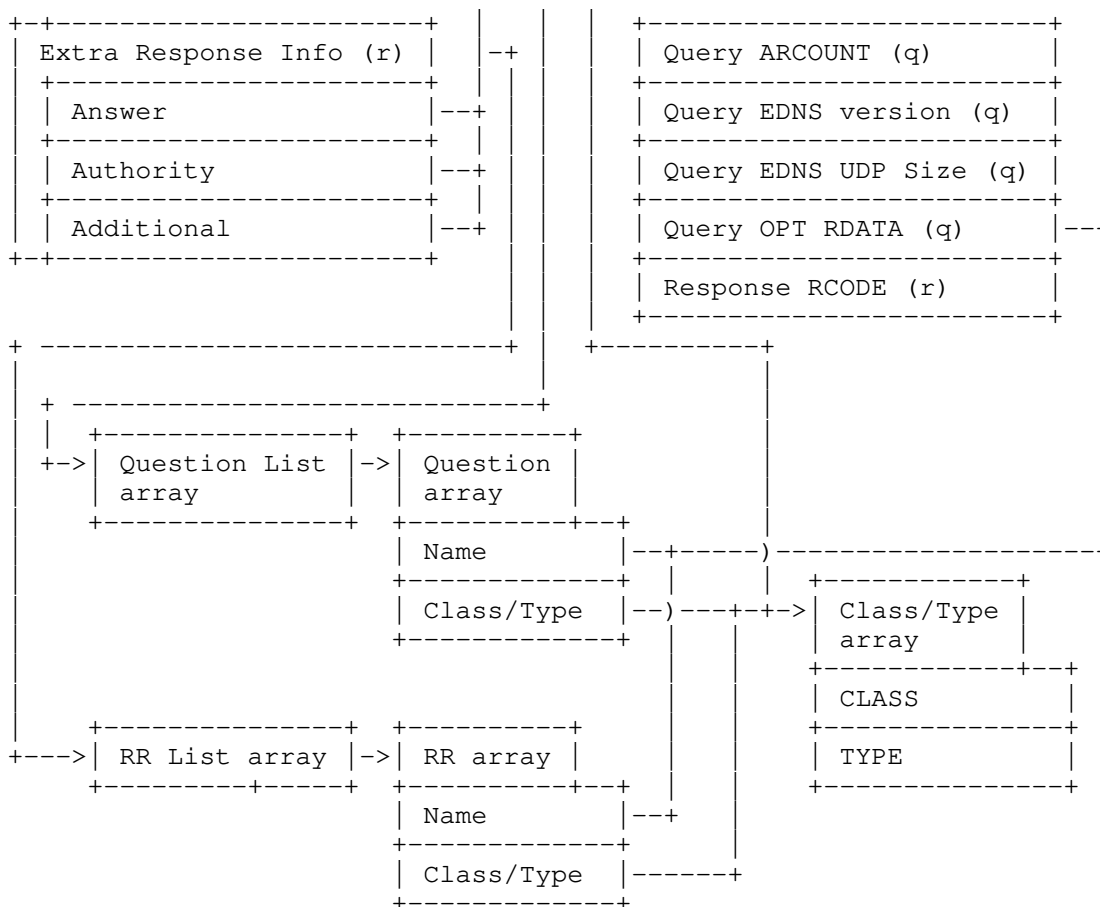 Extra Response Info (r)
Query ARCOUNT (q)
Answer
Query EDNS version (q)
Authority
Query EDNS UDP Size (q)
Additional
Query OPT RDATA (q)
Response RCODE (r)
Question List
array
Question
array
Name
Class/Type
Class/Type
array
CLASS
RR List array
RR array
TYPE
Name
Class/Type